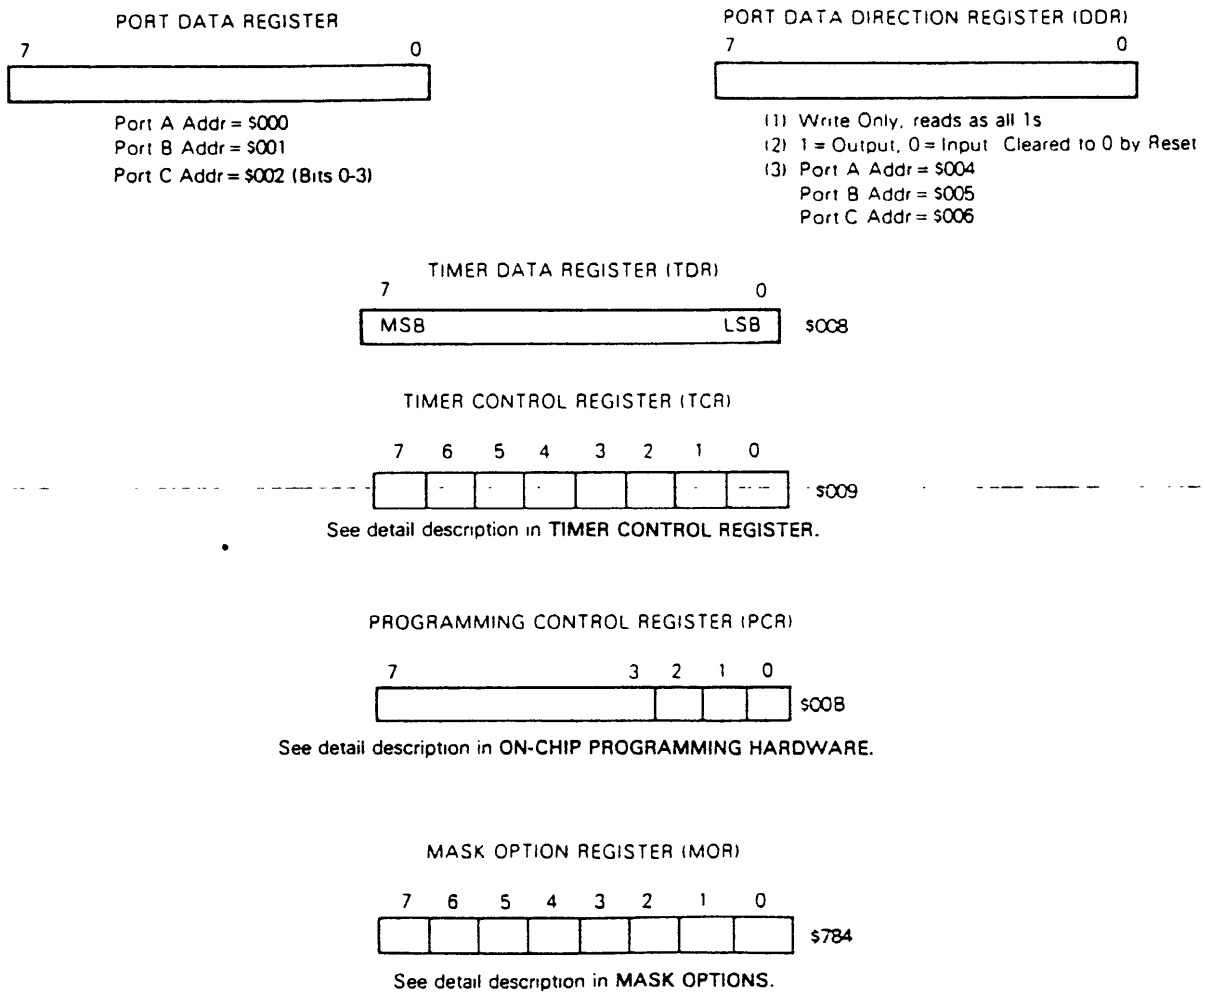 PORT DATA REGISTER
7 0
Port A Addr = $000
Port B Addr = $001
Port C Addr = $002 (Bits 0-3)
PORT DATA DIRECTION REGISTER (DDR)
7 0
(1) Write Only, reads as all 1s
(2) 1 = Output, 0 = Input Cleared to 0 by Reset
(3) Port A Addr = $004
Port B Addr = $005
Port C Addr = $006
TIMER DATA REGISTER (TDR)
7 0
MSB LSB $008
TIMER CONTROL REGISTER (TCR)
7 6 5 4 3 2 1 0
$009
See detail description in TIMER CONTROL REGISTER.
PROGRAMMING CONTROL REGISTER (PCR)
7 3 2 1 0
$00B
See detail description in ON-CHIP PROGRAMMING HARDWARE.
MASK OPTION REGISTER (MOR)
7 6 5 4 3 2 1 0
$784
See detail description in MASK OPTIONS.